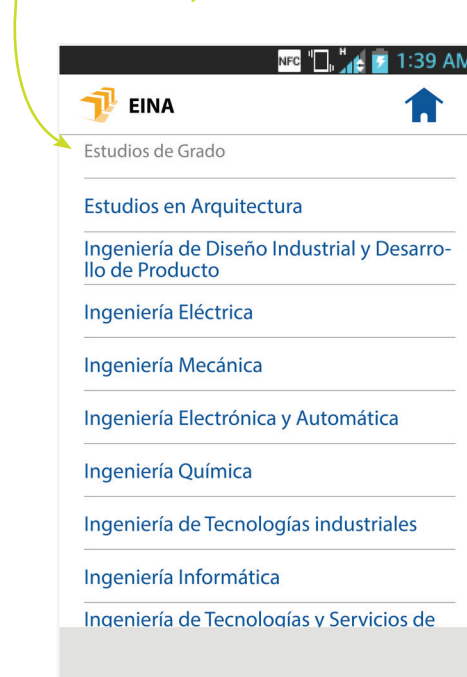 NFC H 1:39 AM
EINA
Estudios de Grado
Estudios en Arquitectura
Ingeniería de Diseño Industrial y Desarro-
llo de Producto
Ingeniería Eléctrica
Ingeniería Mecánica
Ingeniería Electrónica y Automática
Ingeniería Química
Ingeniería de Tecnologías industriales
Ingeniería Informática
Ingeniería de Tecnologías y Servicios de